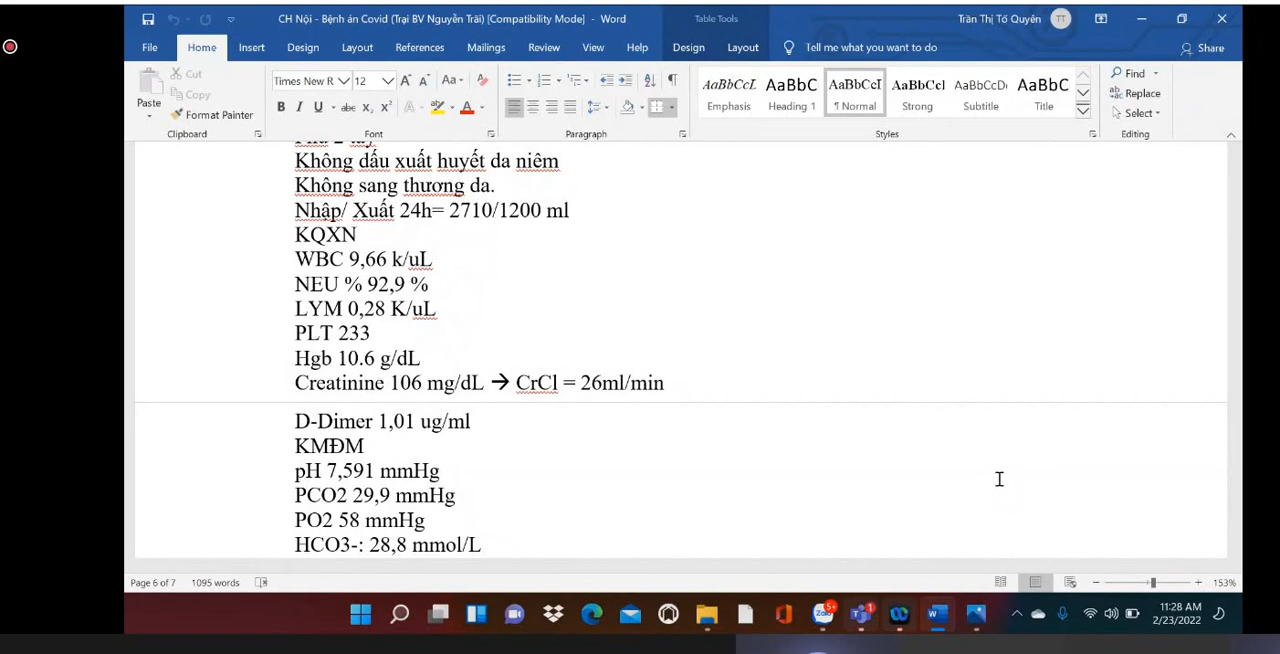 CH Nội - Bệnh án Covid (Trại BV Nguyễn Trãi) [Compatibility Mode] - Word
Table Tools
Trần Thị Tố Quyên
TT
File Home Insert Design Layout References Mailings Review View Help Design Layout Tell me what you want to do Share
Paste
Cut
Copy
Format Painter
Clipboard
Times New R 12
Font
Paragraph
AaBbCcL Emphasis
AaBbC Heading 1
AaBbCcI ¶ Normal
AaBbCcl Strong
AaBbCcD Subtitle
AaBbC Title
Styles
Find
Replace
Select
Editing
Không dấu xuất huyết da niêm
Không sang thương da.
Nhập/ Xuất 24h= 2710/1200 ml
KQXN
WBC 9,66 k/uL
NEU % 92,9 %
LYM 0,28 K/uL
PLT 233
Hgb 10.6 g/dL
Creatinine 106 mg/dL → CrCl = 26ml/min
D-Dimer 1,01 ug/ml
KMĐM
pH 7,591 mmHg
PCO2 29,9 mmHg
PO2 58 mmHg
HCO3-: 28,8 mmol/L
Page 6 of 7 1095 words
153%
5+
1
11:28 AM
2/23/2022